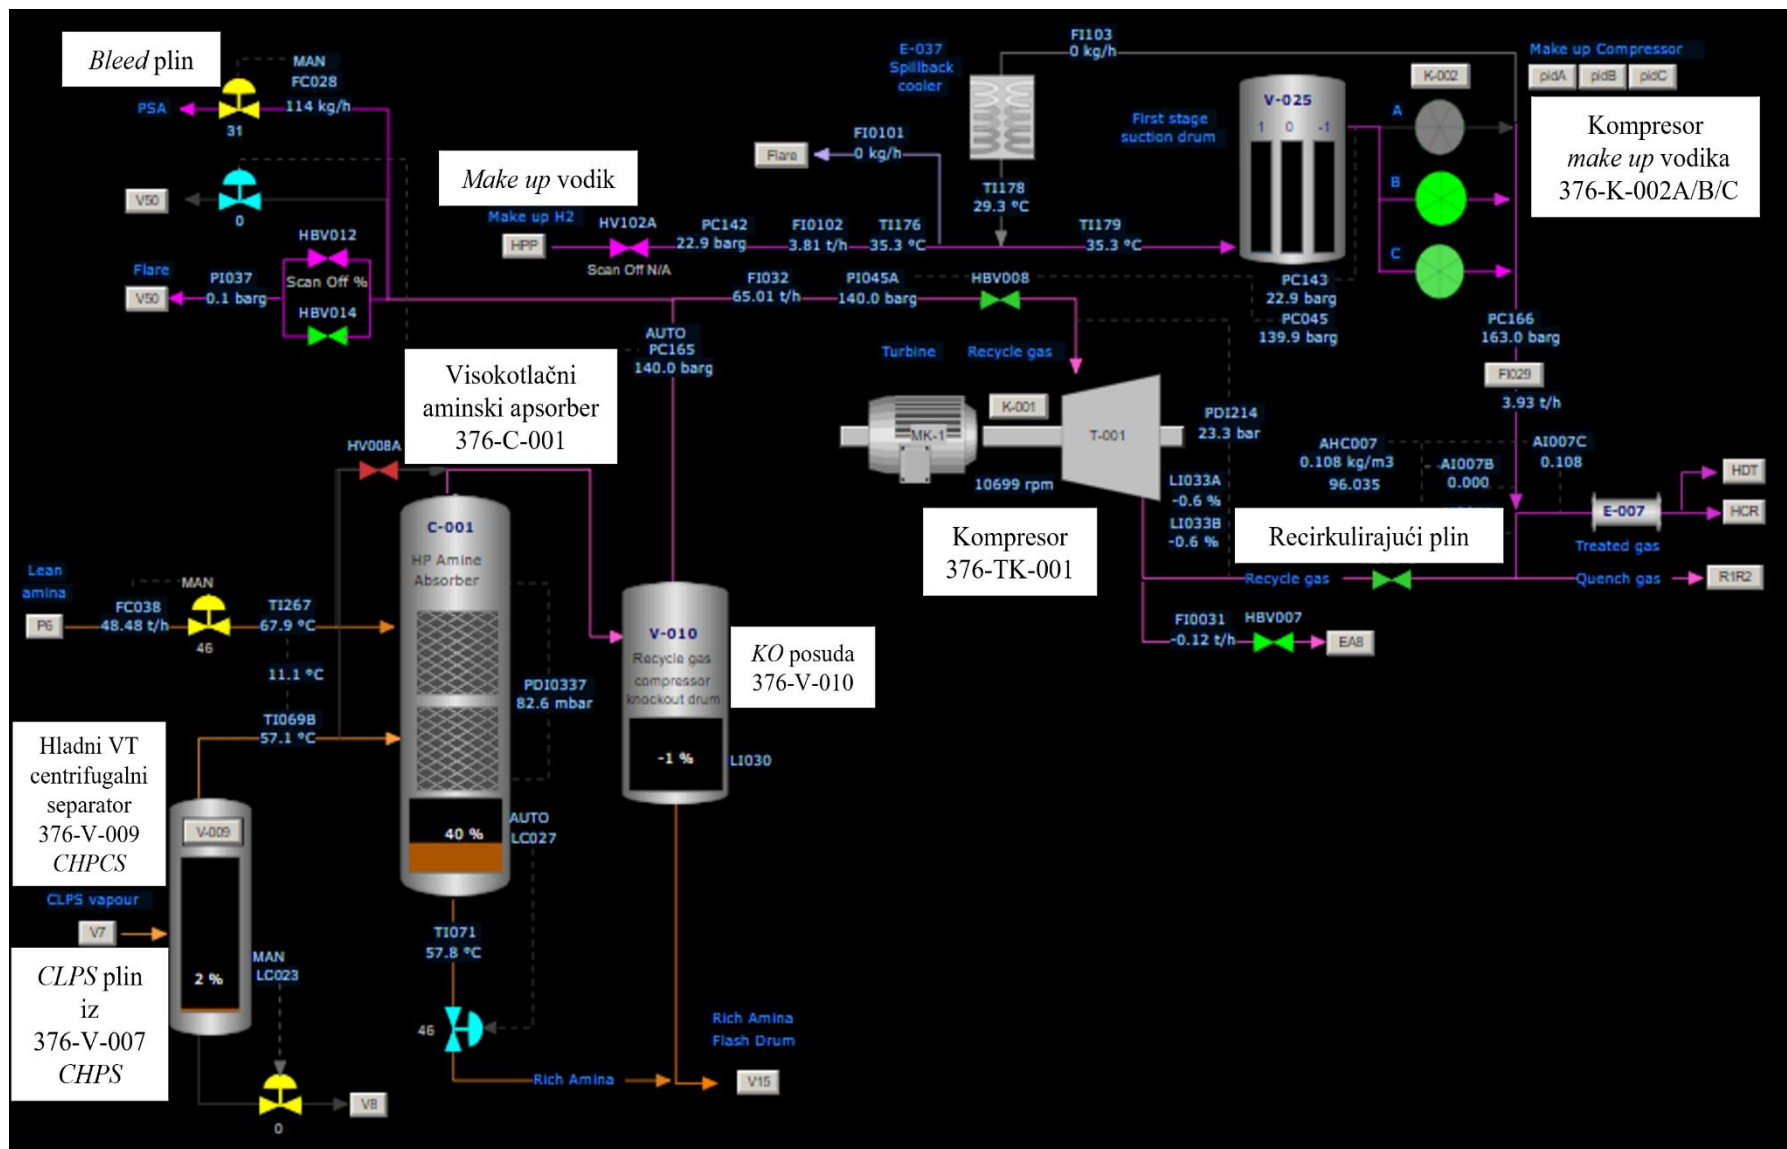 Bleed plin
MAN
FC028
114 kg/h
PSA
31
V50
0
HBV012
Scan Off %
HBV014
Flare
V50
PI037
0.1 barg
E-037
Spillback
cooler
FI103
0 kg/h
FI0101
0 kg/h
Flare
TI178
29.3 °C
Make up vodik
Make up H2
HPP
HV102A
Scan Off N/A
PC142
22.9 barg
FI0102
3.81 t/h
TI176
35.3 °C
TI179
35.3 °C
First stage
suction drum
V-025
1 0 -1
K-002
A
B
C
Make up Compressor
pidA pidB pidC
Kompresor
make up vodika
376-K-002A/B/C
FI032
65.01 t/h
PI045A
140.0 barg
HBV008
PC143
22.9 barg
PC045
139.9 barg
PC166
163.0 barg
FI029
3.93 t/h
AUTO
PC165
140.0 barg
Turbine
Recycle gas
MK-1
K-001
T-001
10699 rpm
PDI214
23.3 bar
LI033A
-0.6 %
LI033B
-0.6 %
Kompresor
376-TK-001
AHC007
0.108 kg/m3
96.035
AI007B
0.000
AI007C
0.108
Recirkulirajući plin
Recycle gas
E-007
Treated gas
Quench gas
HDT
HCR
R1R2
FI0031
-0.12 t/h
HBV007
EA8
Visokotlačni
aminski apsorber
376-C-001
HV008A
C-001
HP Amine
Absorber
Lean
amina
P6
FC038
48.48 t/h
MAN
46
TI267
67.9 °C
11.1 °C
TI069B
57.1 °C
PDI0337
82.6 mbar
40 %
AUTO
LC027
V-010
Recycle gas
compressor
knockout drum
-1 %
LI030
KO posuda
376-V-010
Hladni VT
centrifugalni
separator
376-V-009
CHPCS
V-009
CLPS vapour
V7
2 %
MAN
LC023
CLPS plin
iz
376-V-007
CHPS
0
V8
TI071
57.8 °C
46
Rich Amina
Rich Amina
Flash Drum
V15